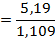 = 5,19
1,109